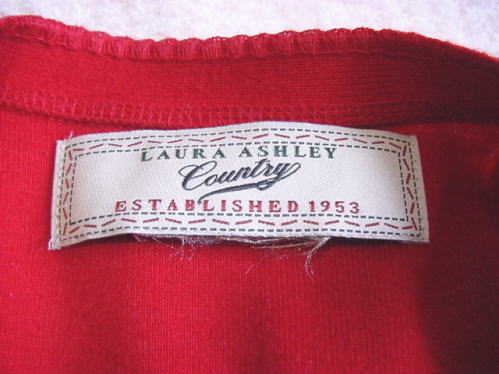 LAURA ASHLEY
Country
ESTABLISHED 1953